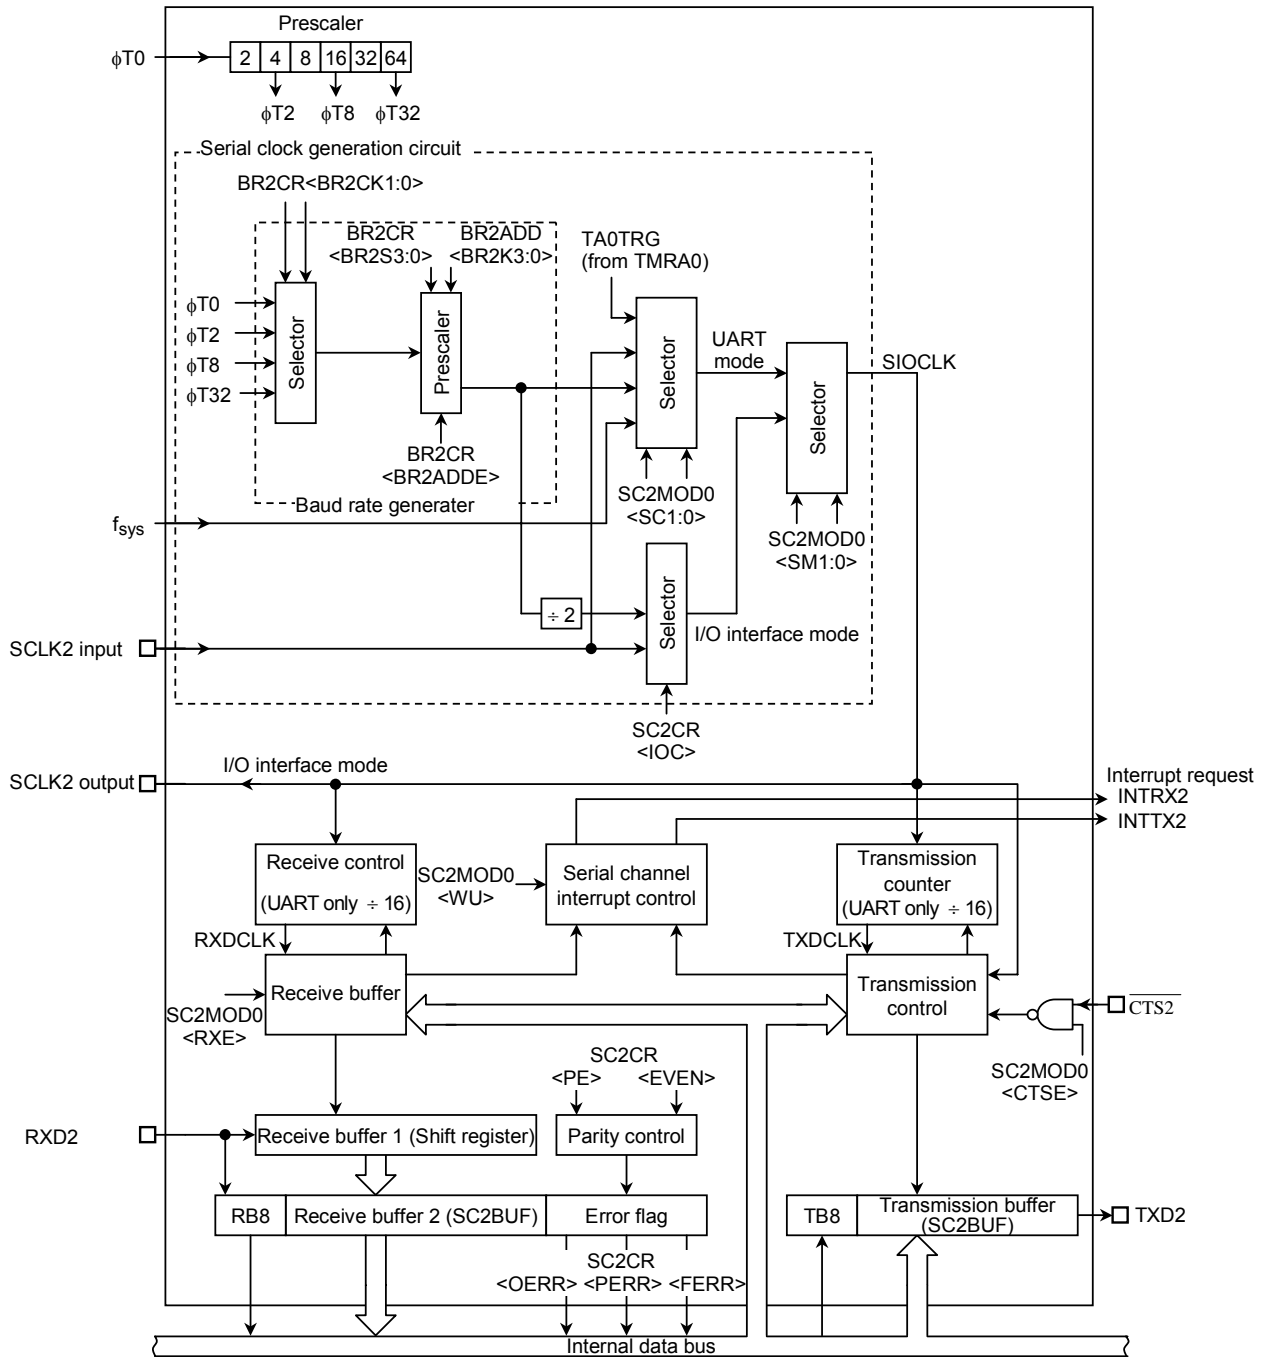 Prescaler
ϕT0
2 4 8 16 32 64
ϕT2 ϕT8 ϕT32
Serial clock generation circuit
BR2CR<BR2CK1:0>
BR2CR
<BR2S3:0>
BR2ADD
<BR2K3:0>
TA0TRG
(from TMRA0)
ϕT0
ϕT2
ϕT8
ϕT32
Selector
Prescaler
BR2CR
<BR2ADDE>
Baud rate generater
Selector
UART
mode
Selector
SIOCLK
SC2MOD0
<SC1:0>
SC2MOD0
<SM1:0>
fsys
÷ 2
Selector
I/O interface mode
SCLK2 input
SC2CR
<IOC>
I/O interface mode
SCLK2 output
Interrupt request
INTRX2
INTTX2
Receive control
(UART only ÷ 16)
SC2MOD0
<WU>
Serial channel
interrupt control
Transmission
counter
(UART only ÷ 16)
RXDCLK
TXDCLK
Receive buffer
SC2MOD0
<RXE>
Transmission
control
CTS2
SC2MOD0
<CTSE>
SC2CR
<PE> <EVEN>
RXD2
Receive buffer 1 (Shift register)
Parity control
RB8
Receive buffer 2 (SC2BUF)
Error flag
TB8
Transmission buffer
(SC2BUF)
TXD2
SC2CR
<OERR> <PERR> <FERR>
Internal data bus